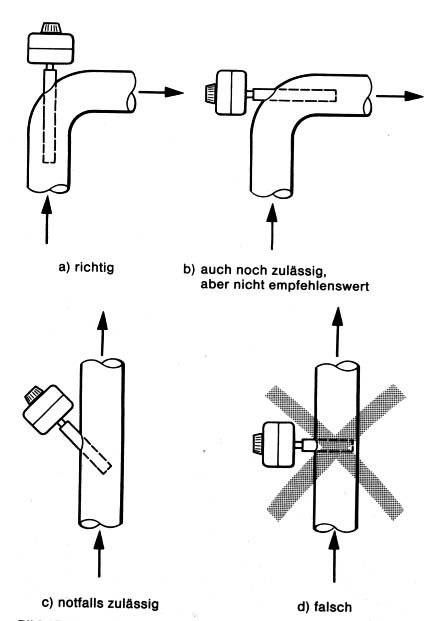 a) richtig
b) auch noch zulässig,
aber nicht empfehlenswert
c) notfalls zulässig
d) falsch